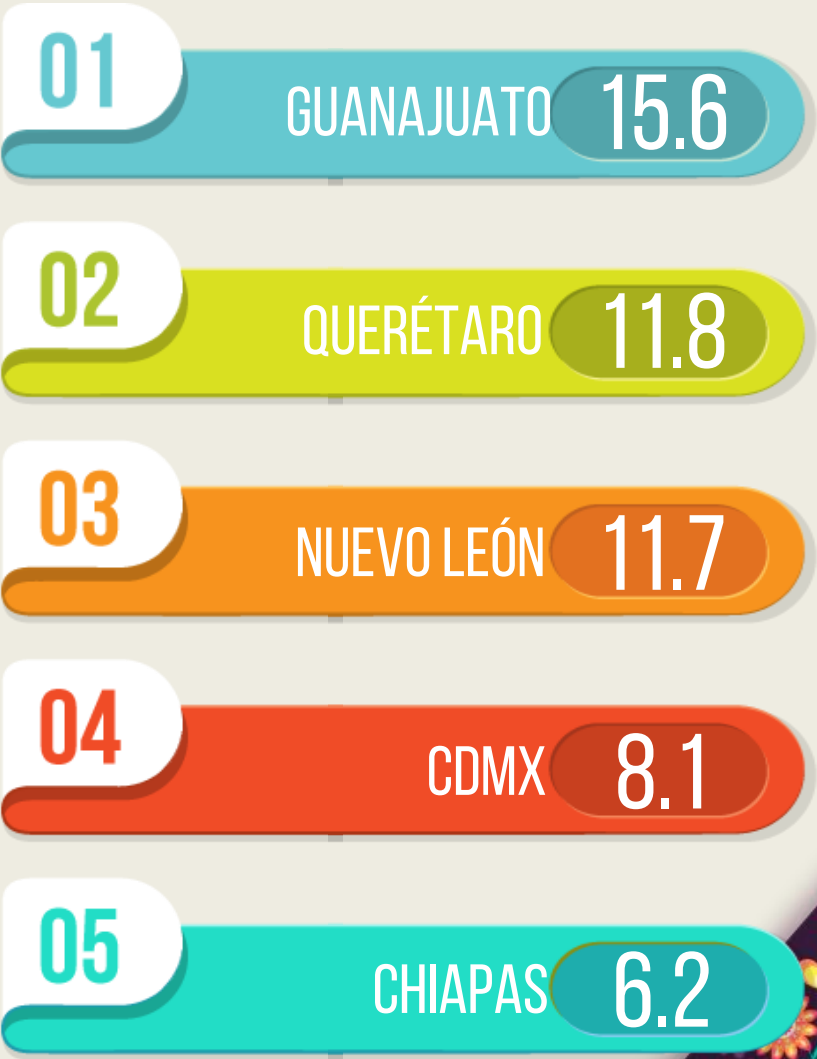 01
GUANAJUATO 15.6
02
QUERÉTARO 11.8
03
NUEVO LEÓN 11.7
04
CDMX 8.1
05
CHIAPAS 6.2